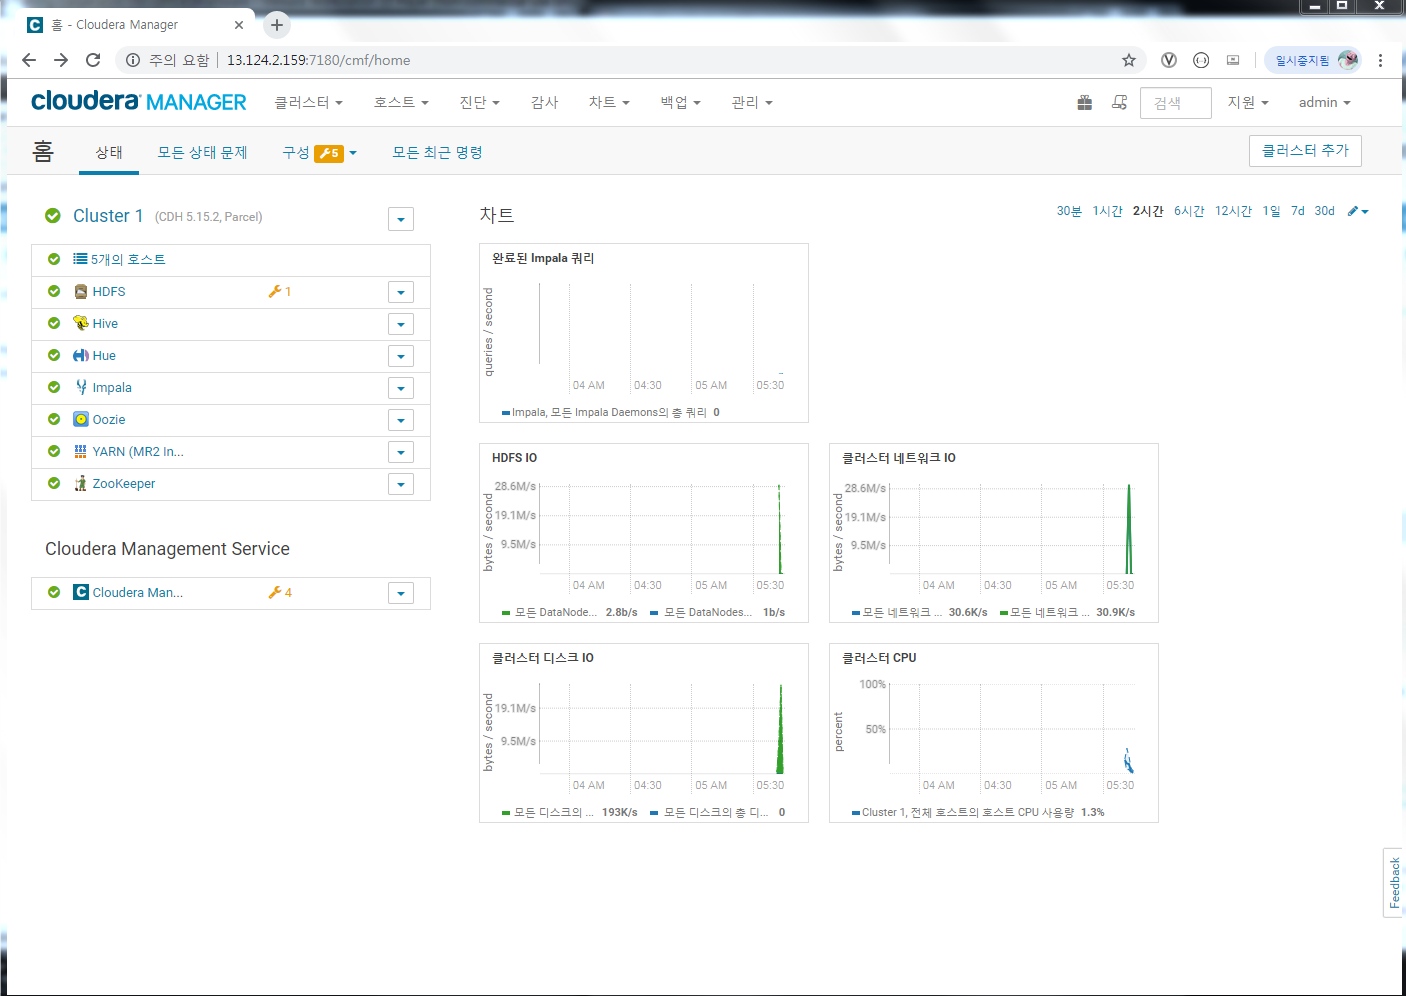 홈 - Cloudera Manager
주의 요함 | 13.124.2.159:7180/cmf/home
일시중지됨
cloudera MANAGER 클러스터 호스트 진단 감사 차트 백업 관리 검색 지원 admin
홈 상태 모든 상태 문제 구성 5 모든 최근 명령 클러스터 추가
Cluster 1 (CDH 5.15.2, Parcel)
5개의 호스트
HDFS 1
Hive
Hue
Impala
Oozie
YARN (MR2 In...
ZooKeeper
Cloudera Management Service
Cloudera Man... 4
차트
30분 1시간 2시간 6시간 12시간 1일 7d 30d
완료된 Impala 쿼리
queries / second
04 AM 04:30 05 AM 05:30
Impala, 모든 Impala Daemons의 총 쿼리 0
HDFS IO
bytes / second
28.6M/s
19.1M/s
9.5M/s
04 AM 04:30 05 AM 05:30
모든 DataNode... 2.8b/s 모든 DataNodes... 1b/s
클러스터 네트워크 IO
bytes / second
28.6M/s
19.1M/s
9.5M/s
04 AM 04:30 05 AM 05:30
모든 네트워크 ... 30.6K/s 모든 네트워크 ... 30.9K/s
클러스터 디스크 IO
bytes / second
19.1M/s
9.5M/s
04 AM 04:30 05 AM 05:30
모든 디스크의 ... 193K/s 모든 디스크의 총 디... 0
클러스터 CPU
percent
100%
50%
04 AM 04:30 05 AM 05:30
Cluster 1, 전체 호스트의 호스트 CPU 사용량 1.3%
Feedback